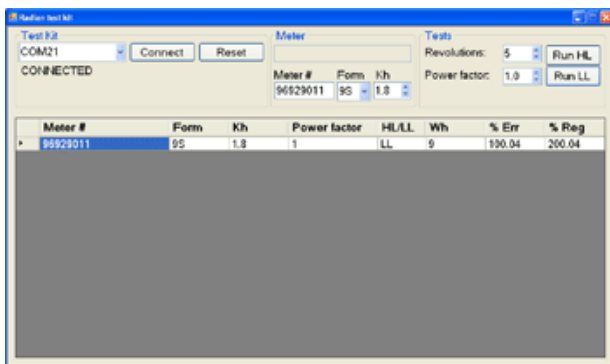 Radian test kit
Test Kit
COM21 Connect Reset
CONNECTED
Meter
Meter # Form Kh
96929011 9S 1.8
Tests
Revolutions: 5 Run HL
Power factor: 1.0 Run LL
Meter # Form Kh Power factor HL/LL Wh % Err % Reg
96929011 9S 1.8 1 LL 9 100.04 200.04